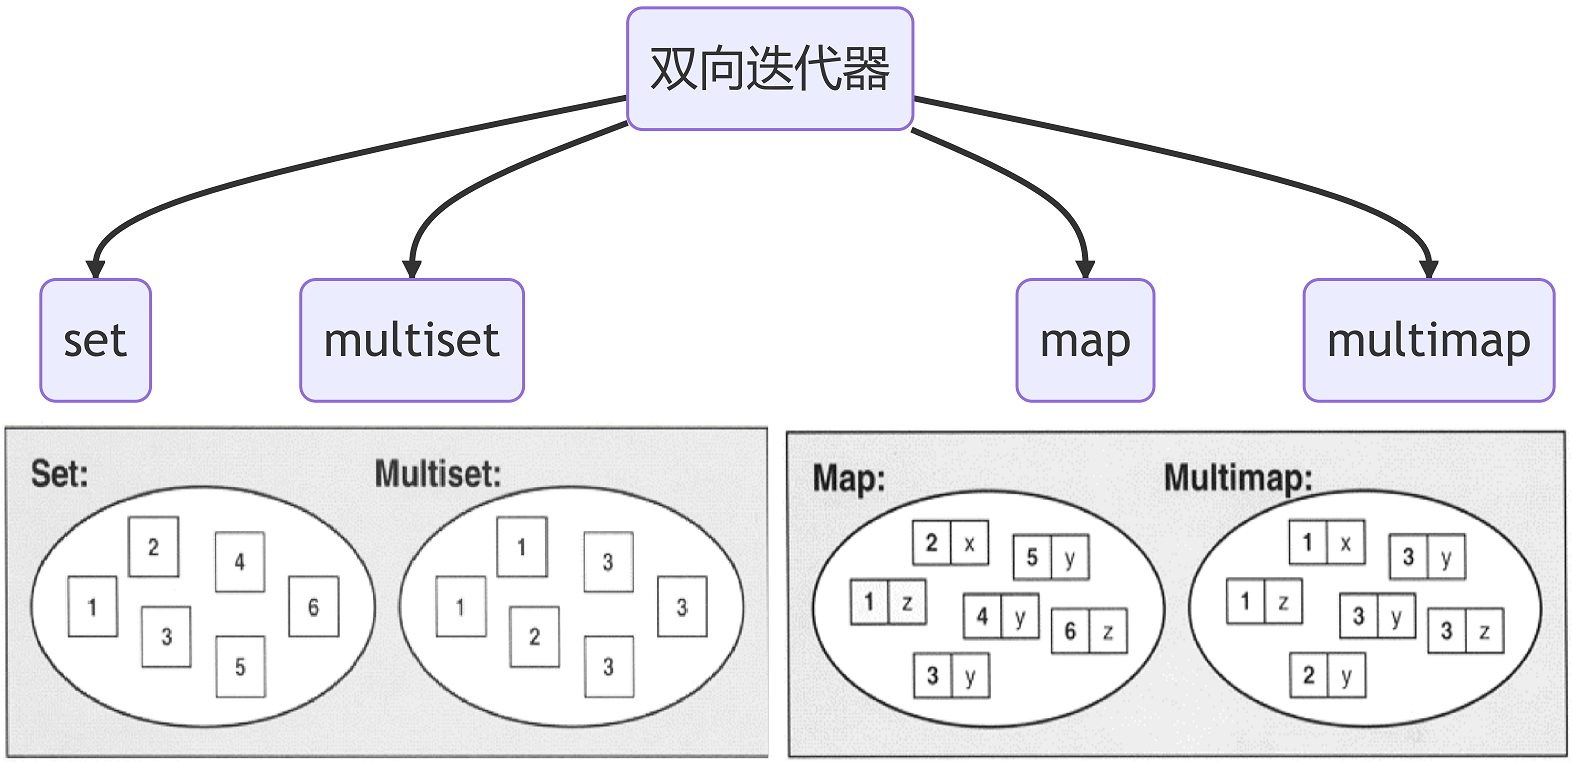 双向迭代器
set
multiset
map
multimap
Set:
Multiset:
2
4
1
6
3
5
1
3
1
3
2
3
Map:
Multimap:
2 x
5 y
1 z
4 y
6 z
3 y
1 x
3 y
1 z
3 y
3 z
2 y